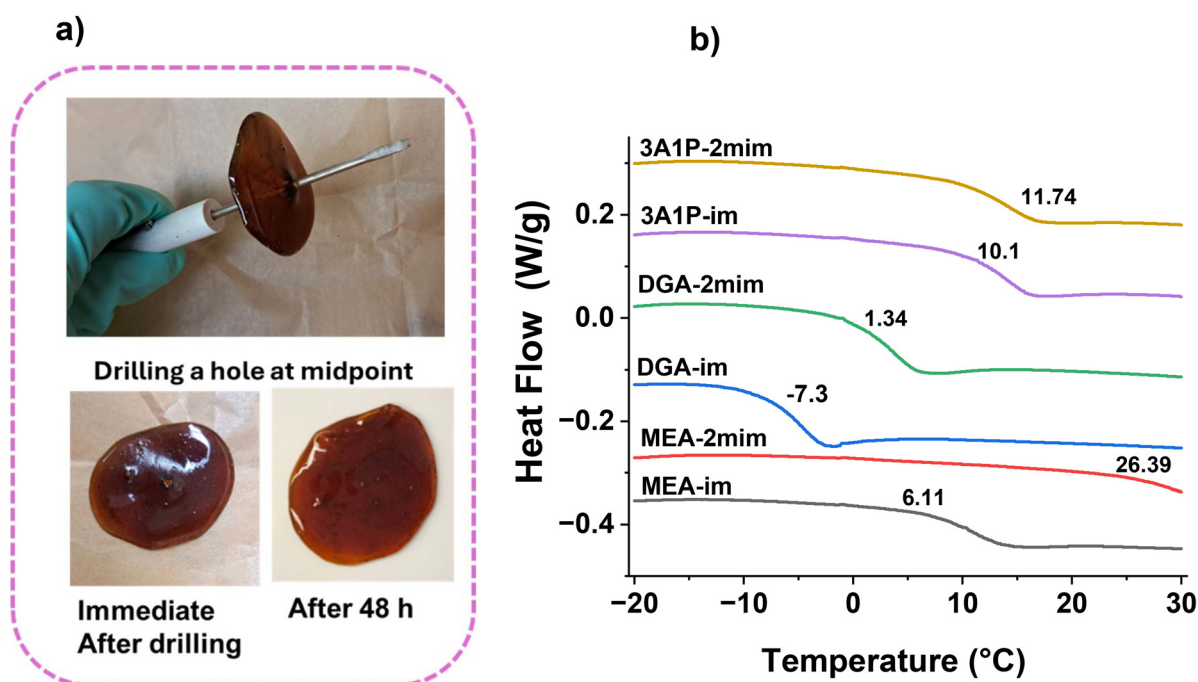 a)
Drilling a hole at midpoint
Immediate
After drilling
After 48 h
b)
Heat Flow (W/g)
0.2
0.0
−0.2
−0.4
3A1P-2mim
11.74
3A1P-im
10.1
DGA-2mim
1.34
DGA-im
-7.3
MEA-2mim
26.39
MEA-im
6.11
−20
−10
0
10
20
30
Temperature (°C)